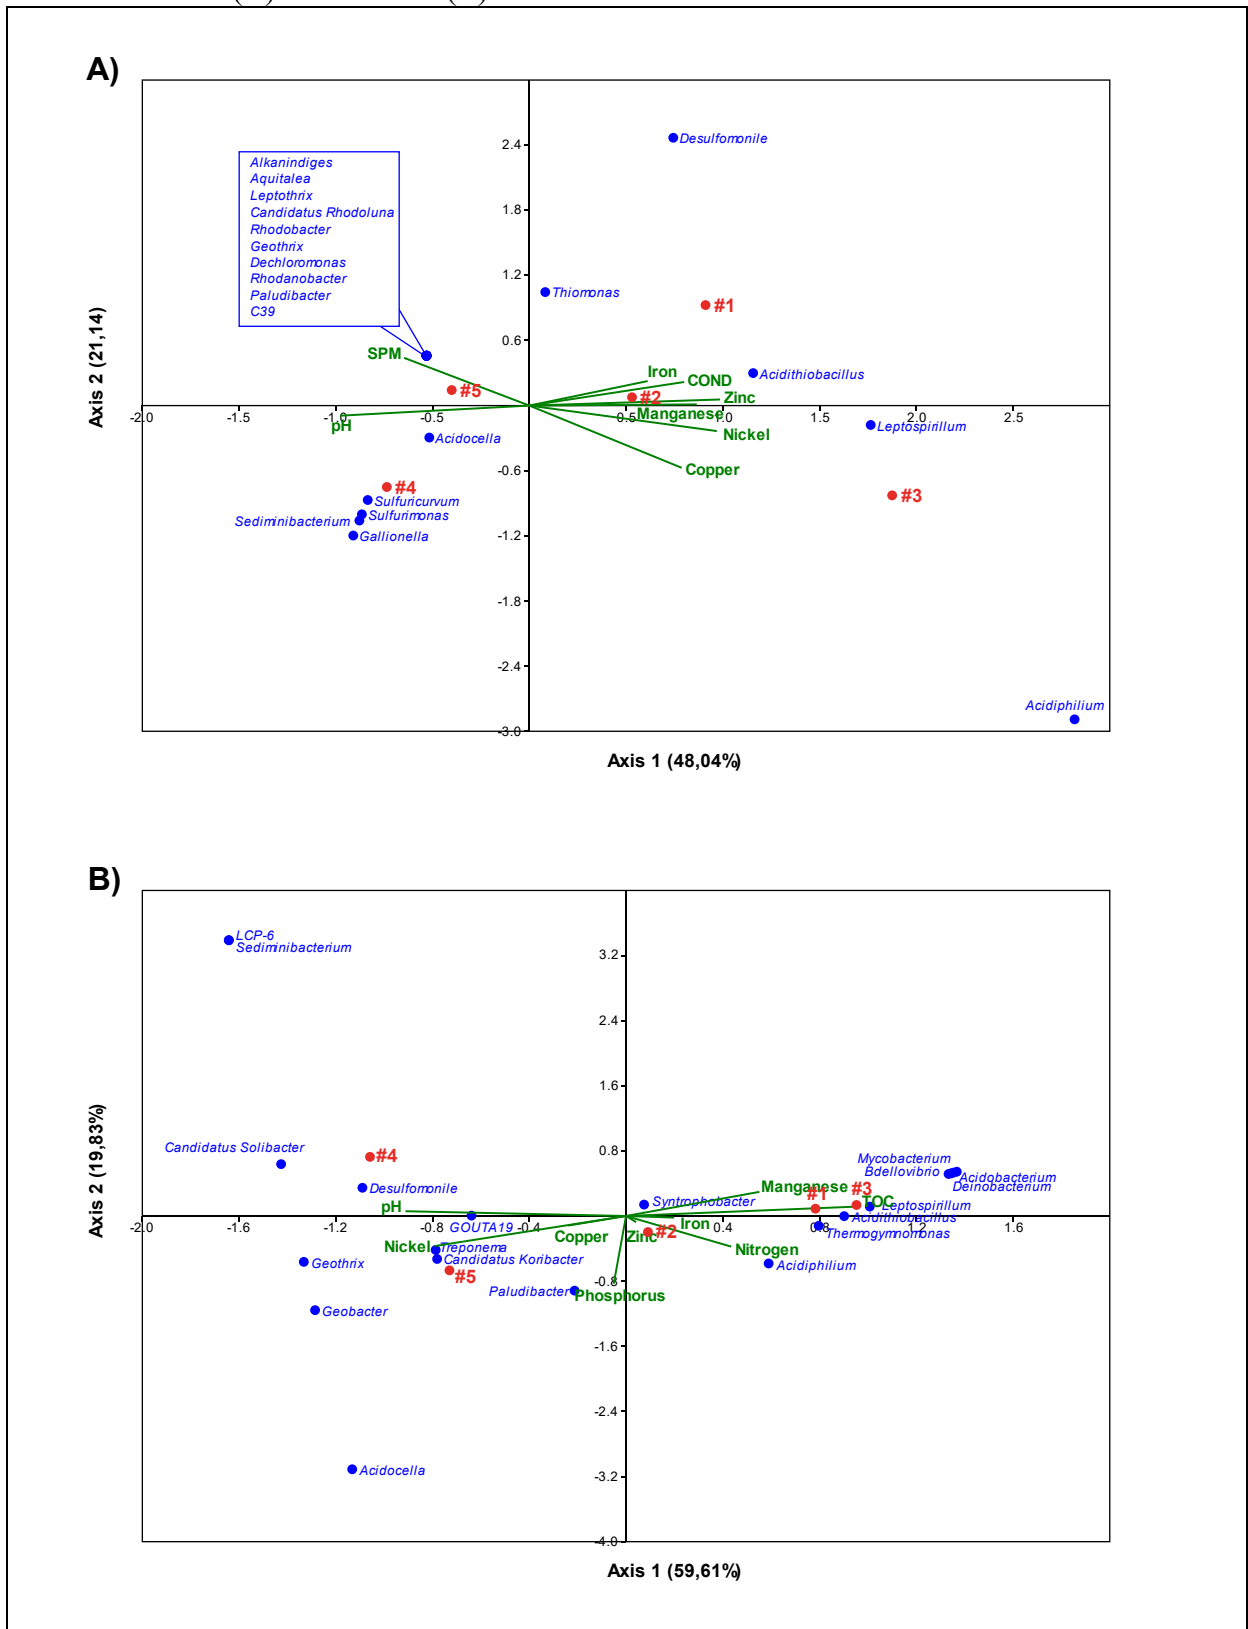 A)
Desulfomonile
2.4
Alkanindiges
Aquitalea
Leptothrix
Candidatus Rhodoluna
Rhodobacter
Geothrix
Dechloromonas
Rhodanobacter
Paludibacter
C39
1.8
1.2
Thiomonas
#1
0.6
SPM
Iron
COND
Acidithiobacillus
#5
#2
Zinc
Axis 2 (21,14)
-2.0 -1.5 -1.0 -0.5 0.5 1.0 1.5 2.0 2.5
Manganese
pH
Nickel
Leptospirillum
Acidocella
-0.6
Copper
#4
#3
Sulfuricurvum
Sulfurimonas
Sediminibacterium
Gallionella
-1.2
-1.8
-2.4
Acidiphilium
-3.0
Axis 1 (48,04%)
B)
LCP-6
Sediminibacterium
3.2
2.4
1.6
0.8
Candidatus Solibacter
#4
Mycobacterium
Bdellovibrio
Acidobacterium
Deinobacterium
Desulfomonile
Manganese
#1
#3
TOC
Syntrophobacter
Leptospirillum
pH
Axis 2 (19,83%)
-2.0 -1.6 -1.2 -0.8 -0.4 0.4 0.8 1.2 1.6
GOUTA19
Iron
Acidithiobacillus
Copper
Zinc
#2
Thermogymnomonas
Nickel
Treponema
Nitrogen
Geothrix
Candidatus Koribacter
Acidiphilium
#5
-0.8
Paludibacter
Phosphorus
Geobacter
-1.6
-2.4
Acidocella
-3.2
-4.0
Axis 1 (59,61%)